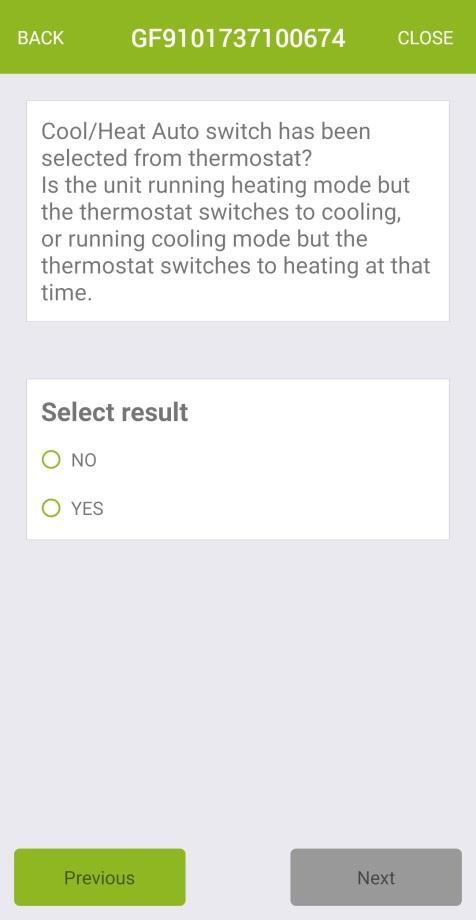 BACK GF9101737100674 CLOSE
Cool/Heat Auto switch has been
selected from thermostat?
Is the unit running heating mode but
the thermostat switches to cooling,
or running cooling mode but the
thermostat switches to heating at that
time.
Select result
NO
YES
Previous Next